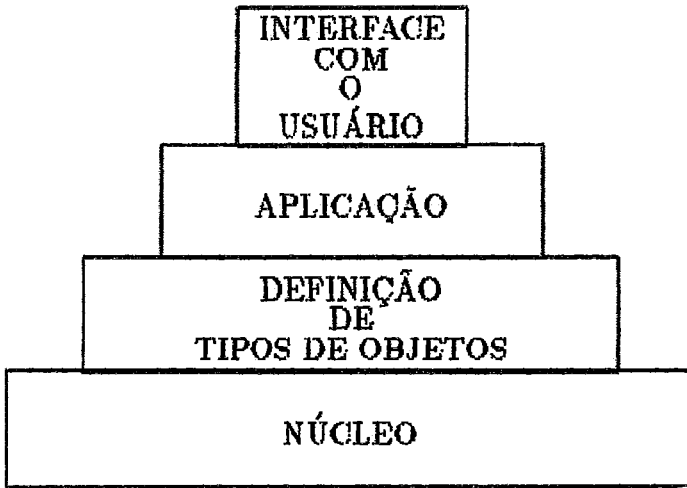 INTERFACE
COM
O
USUÁRIO
APLICAÇÃO
DEFINIÇÃO
DE
TIPOS DE OBJETOS
NÚCLEO